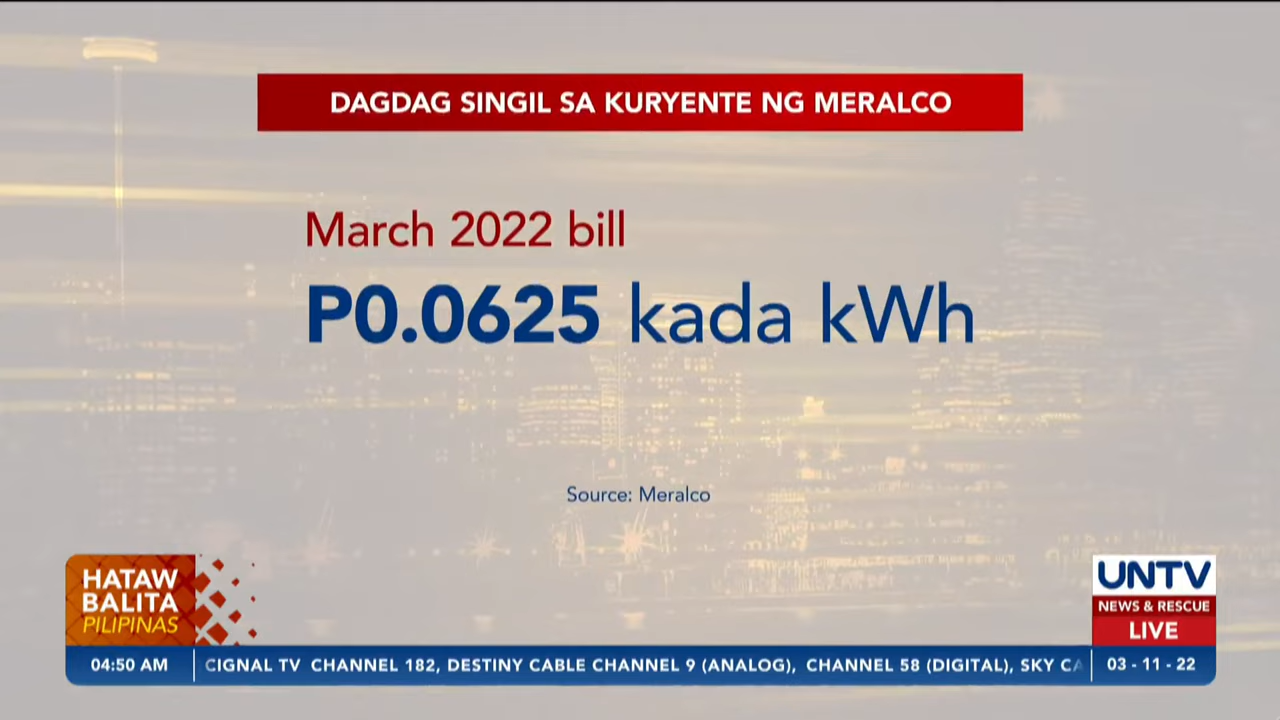 DAGDAG SINGIL SA KURYENTE NG MERALCO
March 2022 bill
P0.0625 kada kWh
Source: Meralco
HATAW
BALITA
PILIPINAS
UNTV
NEWS & RESCUE
LIVE
04:50 AM
CIGNAL TV CHANNEL 182, DESTINY CABLE CHANNEL 9 (ANALOG), CHANNEL 58 (DIGITAL), SKY
03 - 11 - 22